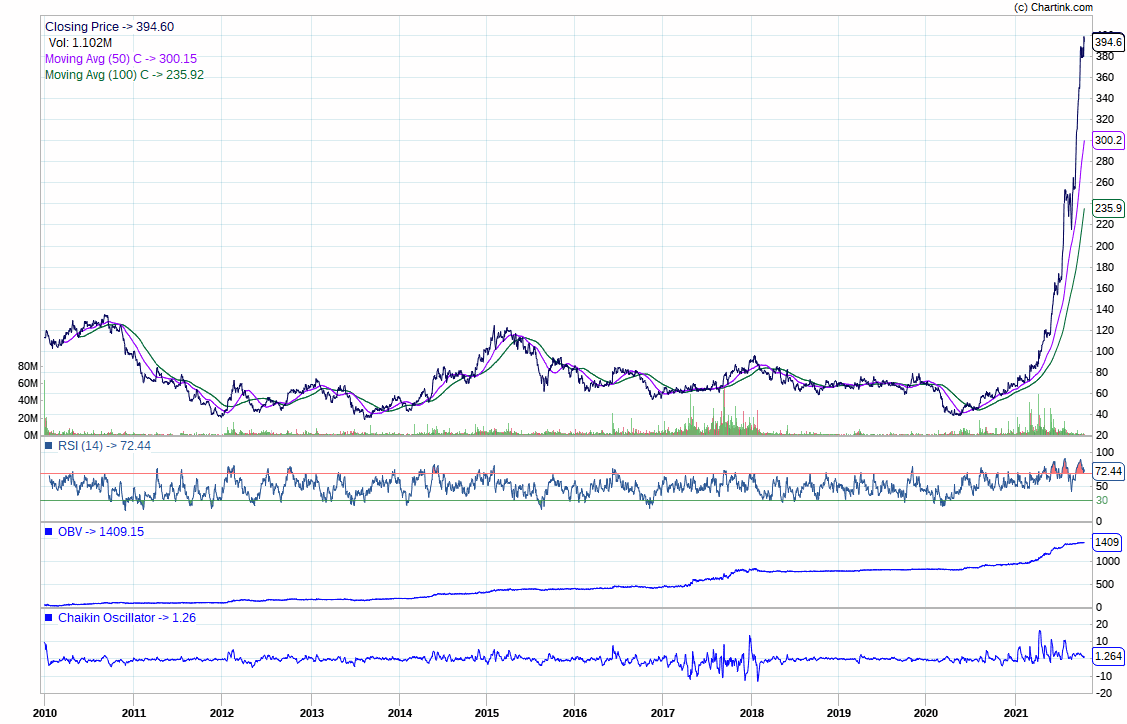 (c) Chartink.com
Closing Price -> 394.60
Vol: 1.102M
Moving Avg (50) C -> 300.15
Moving Avg (100) C -> 235.92
394.6
380
360
340
320
300.2
280
260
235.9
220
200
180
160
140
120
100
80
60
40
20
80M
60M
40M
20M
0M
RSI (14) -> 72.44
100
72.44
50
30
0
OBV -> 1409.15
1409
1000
500
0
Chaikin Oscillator -> 1.26
20
10
1.264
-10
-20
2010 2011 2012 2013 2014 2015 2016 2017 2018 2019 2020 2021